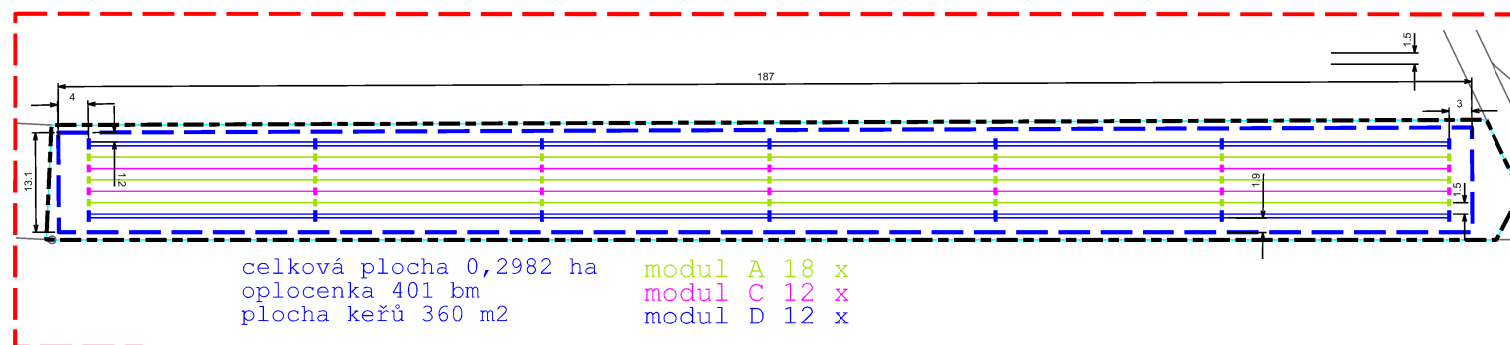 1.5
187
4
3
13.1
1.2
1.9
1.5
celková plocha 0,2982 ha
oplocenka 401 bm
plocha keřů 360 m2
modul A 18 x
modul C 12 x
modul D 12 x